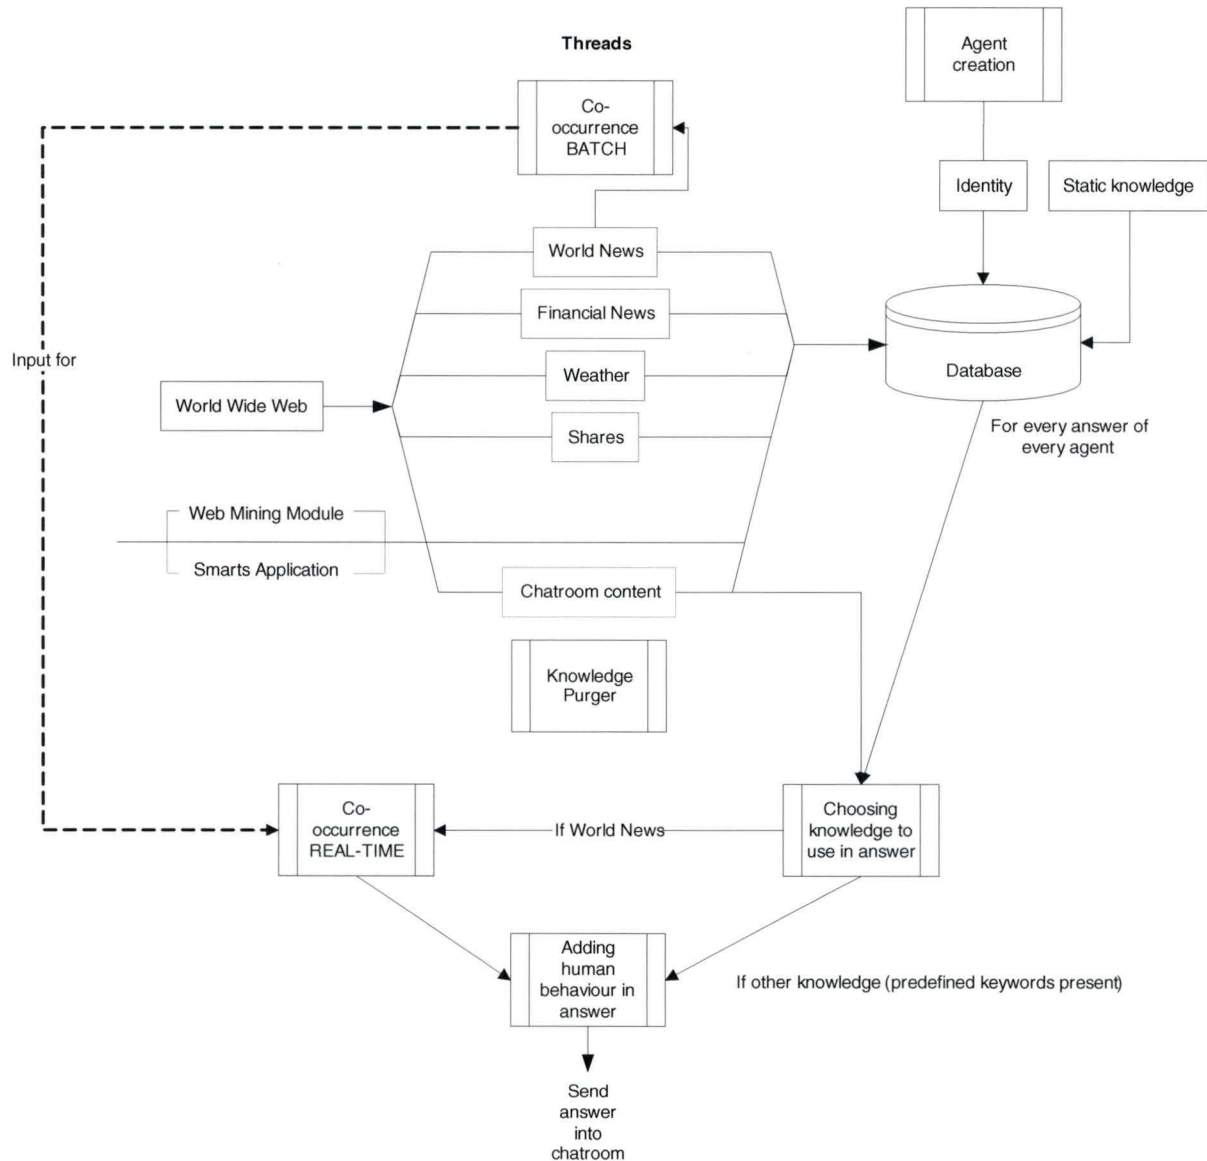 Threads
Agent
creation
Co-
occurrence
BATCH
Identity
Static knowledge
World News
Financial News
Input for
Weather
Database
World Wide Web
Shares
For every answer of
every agent
Web Mining Module
Smarts Application
Chatroom content
Knowledge
Purger
Co-
occurrence
REAL-TIME
If World News
Choosing
knowledge to
use in answer
Adding
human
behaviour in
answer
If other knowledge (predefined keywords present)
Send
answer
into
chatroom